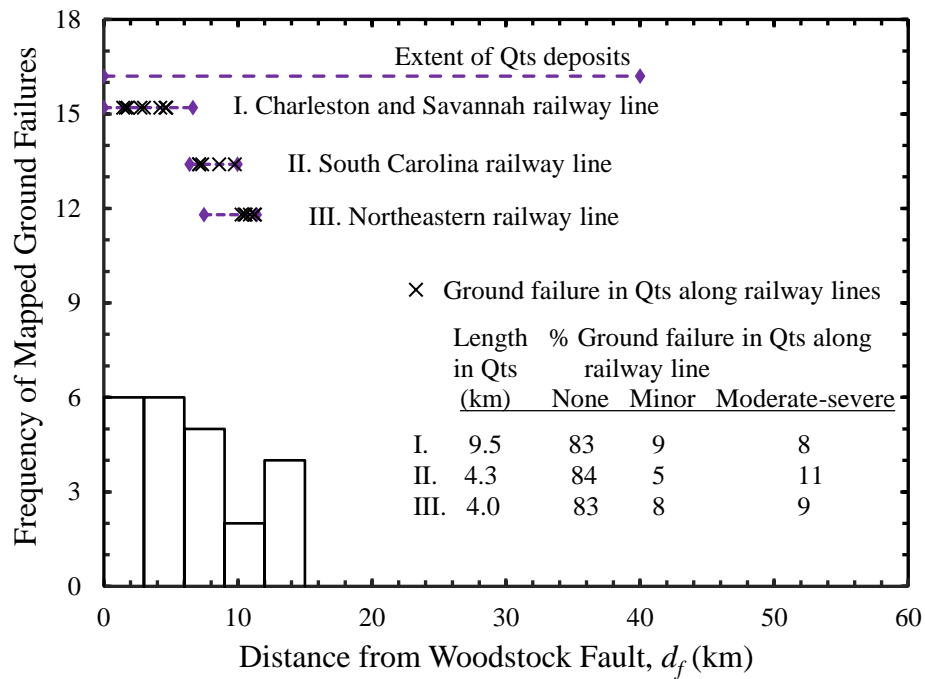 Frequency of Mapped Ground Failures
18
15
12
9
6
3
0
Extent of Qts deposits
I. Charleston and Savannah railway line
II. South Carolina railway line
III. Northeastern railway line
Ground failure in Qts along railway lines
Length % Ground failure in Qts along
in Qts railway line
(km) None Minor Moderate-severe
I. 9.5 83 9 8
II. 4.3 84 5 11
III. 4.0 83 8 9
0 10 20 30 40 50 60
Distance from Woodstock Fault, df (km)